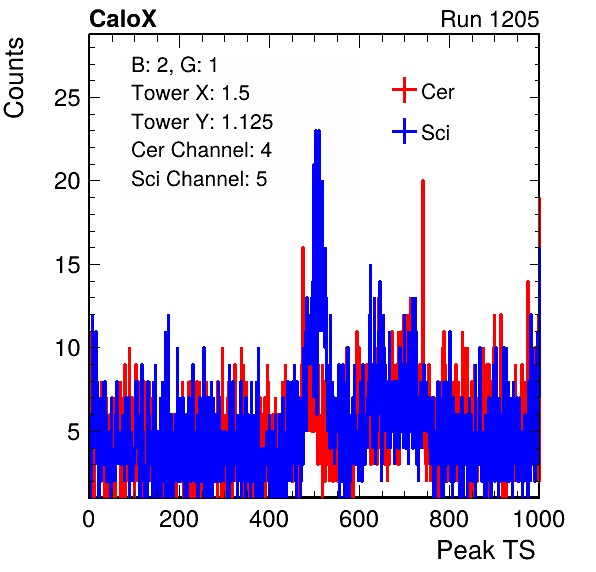 CaloX Run 1205
Counts
B: 2, G: 1
Tower X: 1.5
Tower Y: 1.125
Cer Channel: 4
Sci Channel: 5
Cer
Sci
25
20
15
10
5
0 200 400 600 800 1000
Peak TS